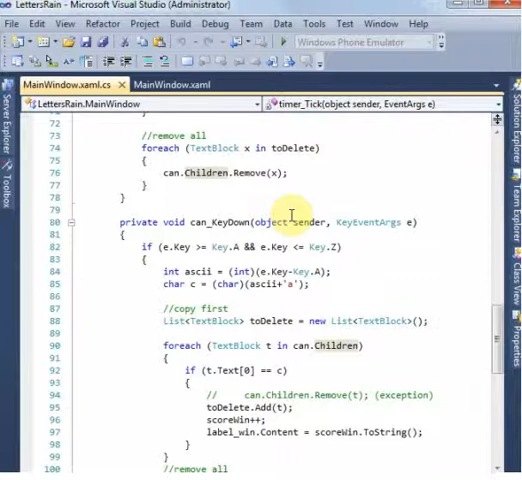 LettersRain - Microsoft Visual Studio (Administrator)
File Edit View Refactor Project Build Debug Team Data Tools Test Window Help
Windows Phone Emulator
MainWindow.xaml.cs MainWindow.xaml
LettersRain.MainWindow timer_Tick(object sender, EventArgs e)
72 }
73 //remove all
74 foreach (TextBlock x in toDelete)
75 {
76 can.Children.Remove(x);
77 }
78 }
79
80 private void can_KeyDown(object sender, KeyEventArgs e)
81 {
82 if (e.Key >= Key.A && e.Key <= Key.Z)
83 {
84 int ascii = (int)(e.Key-Key.A);
85 char c = (char)(ascii+'a');
86
87 //copy first
88 List<TextBlock> toDelete = new List<TextBlock>();
89
90 foreach (TextBlock t in can.Children)
91 {
92 if (t.Text[0] == c)
93 {
94 // can.Children.Remove(t); (exception)
95 toDelete.Add(t);
96 scoreWin++;
97 label_win.Content = scoreWin.ToString();
98 }
99 }
100 //remove all
Server Explorer
Toolbox
Solution Explorer
Properties